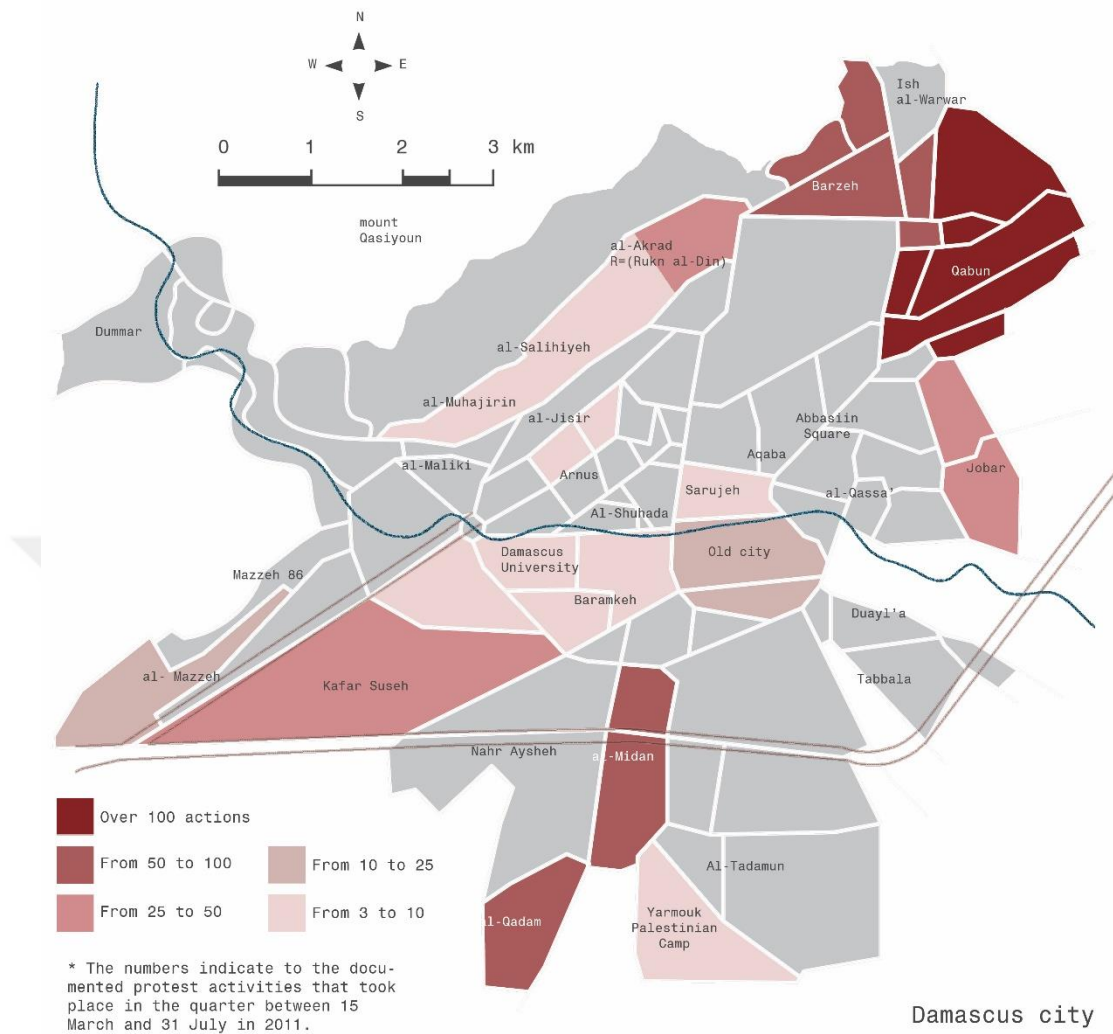 N
W E
S
0 1 2 3 km
mount
Qasiyoun
Ish
al-Warwar
Barzeh
al-Akrad
R=(Rukn al-Din)
Qabun
Dummar
al-Salihiyeh
al-Muhajirin
al-Jisir
Abbasiin
Square
al-Maliki
Arnus
Aqaba
Jobar
Sarujeh
al-Qassa'
Al-Shuhada
Damascus
University
Old city
Mazzeh 86
Baramkeh
Duayl'a
al- Mazzeh
Kafar Suseh
Tabbala
Nahr Aysheh
al-Midan
Over 100 actions
From 50 to 100
From 10 to 25
From 25 to 50
From 3 to 10
Al-Tadamun
al-Qadam
Yarmouk
Palestinian
Camp
* The numbers indicate to the docu-
mented protest activities that took
place in the quarter between 15
March and 31 July in 2011.
Damascus city